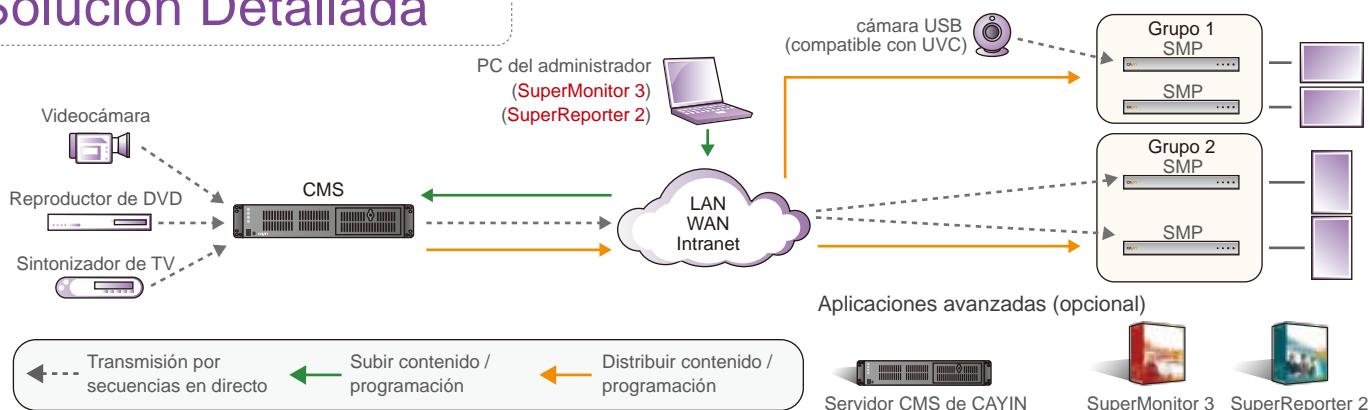 Solución Detallada
cámara USB
(compatible con UVC)
PC del administrador
(SuperMonitor 3)
(SuperReporter 2)
Grupo 1
SMP
SMP
Videocámara
Reproductor de DVD
Sintonizador de TV
CMS
LAN
WAN
Intranet
Grupo 2
SMP
SMP
Aplicaciones avanzadas (opcional)
Transmisión por
secuencias en directo
Subir contenido /
programación
Distribuir contenido /
programación
Servidor CMS de CAYIN
SuperMonitor 3
SuperReporter 2